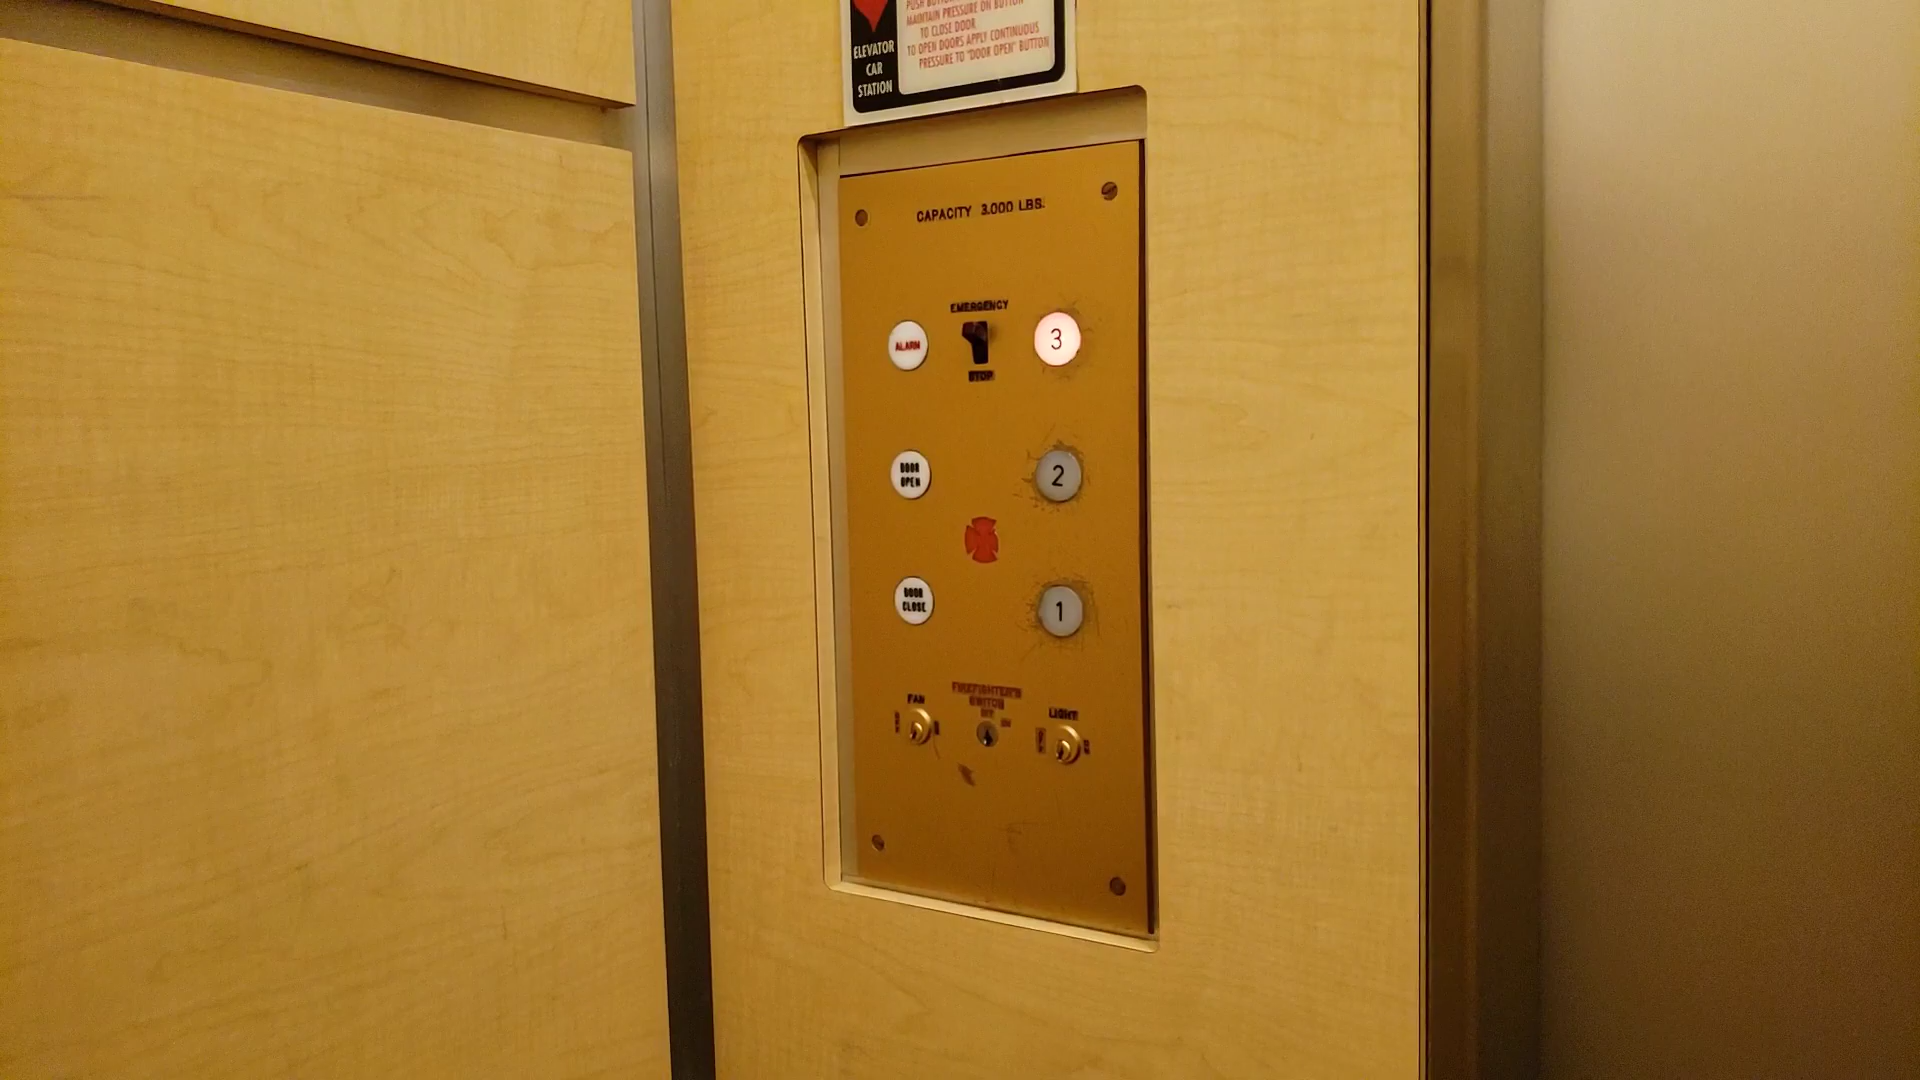 PUSH BUTTON
MAINTAIN PRESSURE ON BUTTON
TO CLOSE DOOR
TO OPEN DOORS APPLY CONTINUOUS
PRESSURE TO "DOOR OPEN" BUTTON
ELEVATOR
CAR
STATION
CAPACITY 3,000 LBS.
EMERGENCY
STOP
ALARM
3
DOOR
OPEN
2
DOOR
CLOSE
1
FIREFIGHTER'S
SWITCH
OFF
ON
FAN
LIGHT